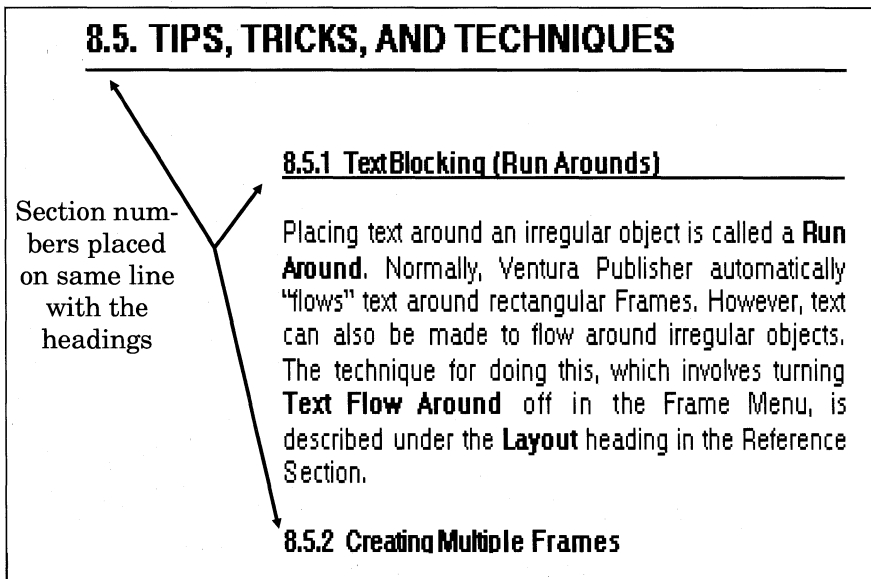 8.5. TIPS, TRICKS, AND TECHNIQUES
8.5.1 Text Blocking (Run Arounds)
Section num-
bers placed
on same line
with the
headings
Placing text around an irregular object is called a Run
Around. Normally, Ventura Publisher automatically
"flows" text around rectangular Frames. However, text
can also be made to flow around irregular objects.
The technique for doing this, which involves turning
Text Flow Around off in the Frame Menu, is
described under the Layout heading in the Reference
Section.
8.5.2 Creating Multiple Frames